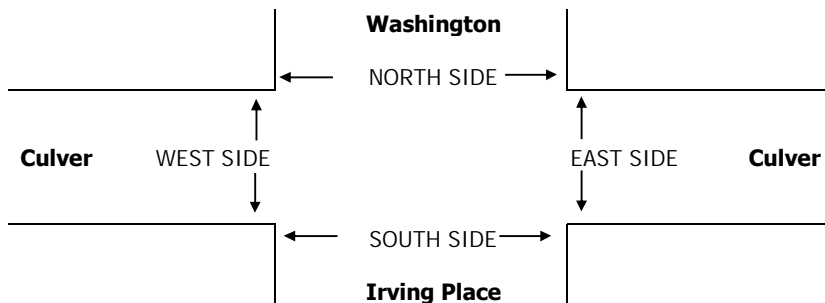 Washington
NORTH SIDE
Culver WEST SIDE EAST SIDE Culver
SOUTH SIDE
Irving Place